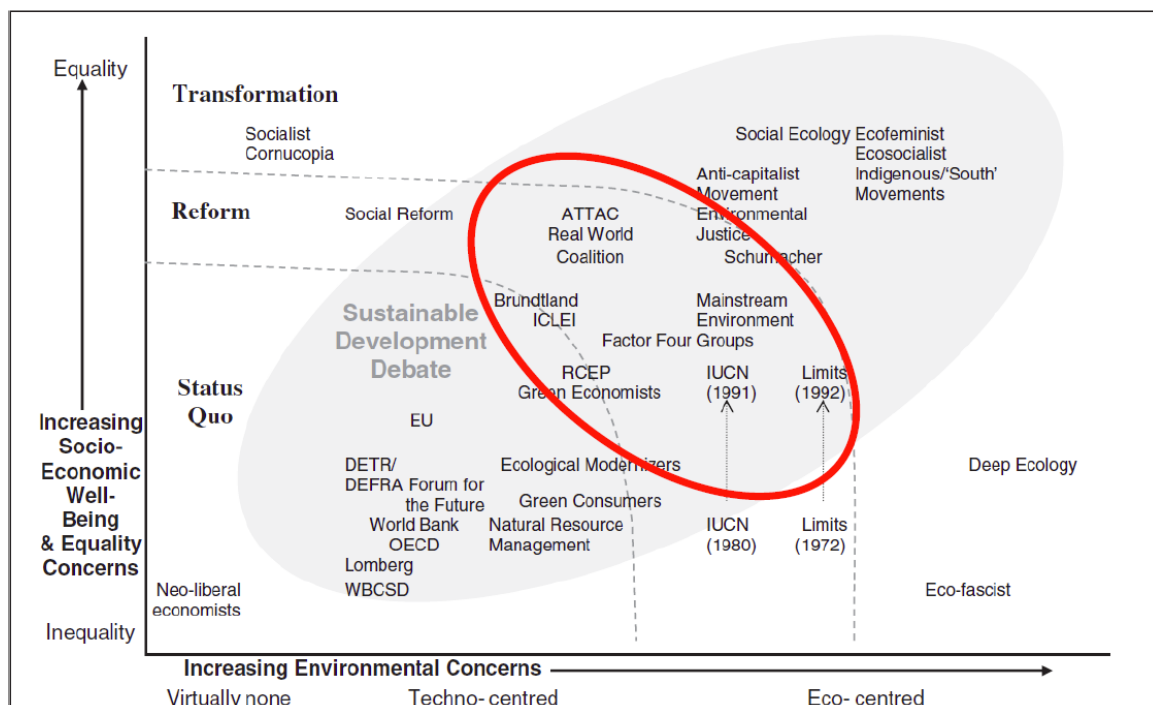 Equality
Transformation
Socialist
Cornucopia
Social Ecology
Ecofeminist
Ecosocialist
Indigenous/‘South’
Movements
Anti-capitalist
Movement
Reform
Social Reform
ATTAC
Real World
Coalition
Environmental
Justice
Schumacher
Brundtland
ICLEI
Mainstream
Environment
Sustainable
Development
Debate
Factor Four Groups
RCEP
Green Economists
IUCN
(1991)
Limits
(1992)
Status
Quo
EU
Increasing
Socio-
Economic
Well-
Being
& Equality
Concerns
DETR/
DEFRA
Forum for
the Future
Ecological Modernizers
Green Consumers
Deep Ecology
World Bank
OECD
Natural Resource
Management
IUCN
(1980)
Limits
(1972)
Lomberg
WBCSD
Neo-liberal
economists
Eco-fascist
Inequality
Increasing Environmental Concerns
Virtually none
Techno- centred
Eco- centred